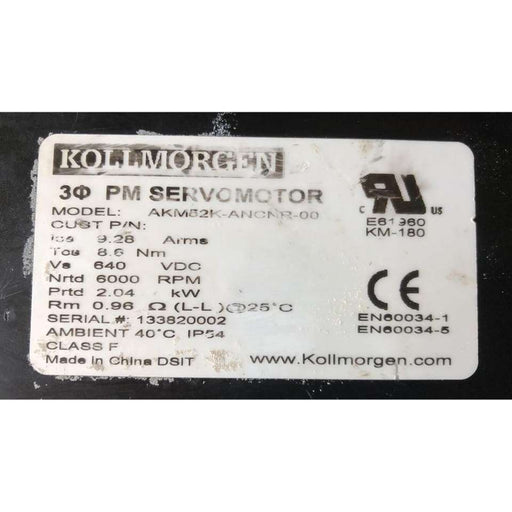 KOLLMORGEN
3Φ PM SERVOMOTOR
MODEL: AKM52K-ANCNR-00
CUST P/N:
Ics 9.28 Arms
Tcs 8.6 Nm
Vs 640 VDC
Nrtd 6000 RPM
Prtd 2.04 kW
Rm 0.96 Ω (L-L)@25°C
SERIAL#: 133820002
AMBIENT 40°C IP54
CLASS F
Made in China DSIT
c RU US
E61960
KM-180
CE
EN60034-1
EN60034-5
www.Kollmorgen.com